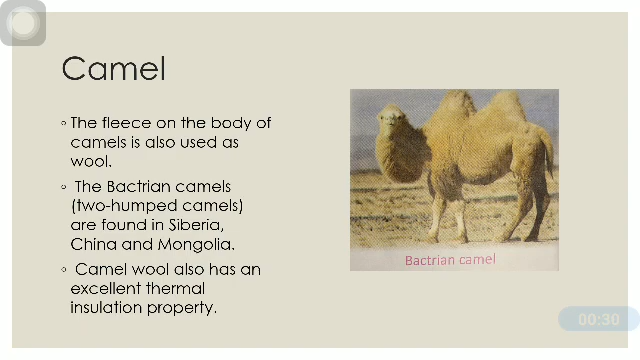 Camel
◦ The fleece on the body of
camels is also used as
wool.
◦ The Bactrian camels
(two-humped camels)
are found in Siberia,
China and Mongolia.
◦ Camel wool also has an
excellent thermal
insulation property.
Bactrian camel
00:30